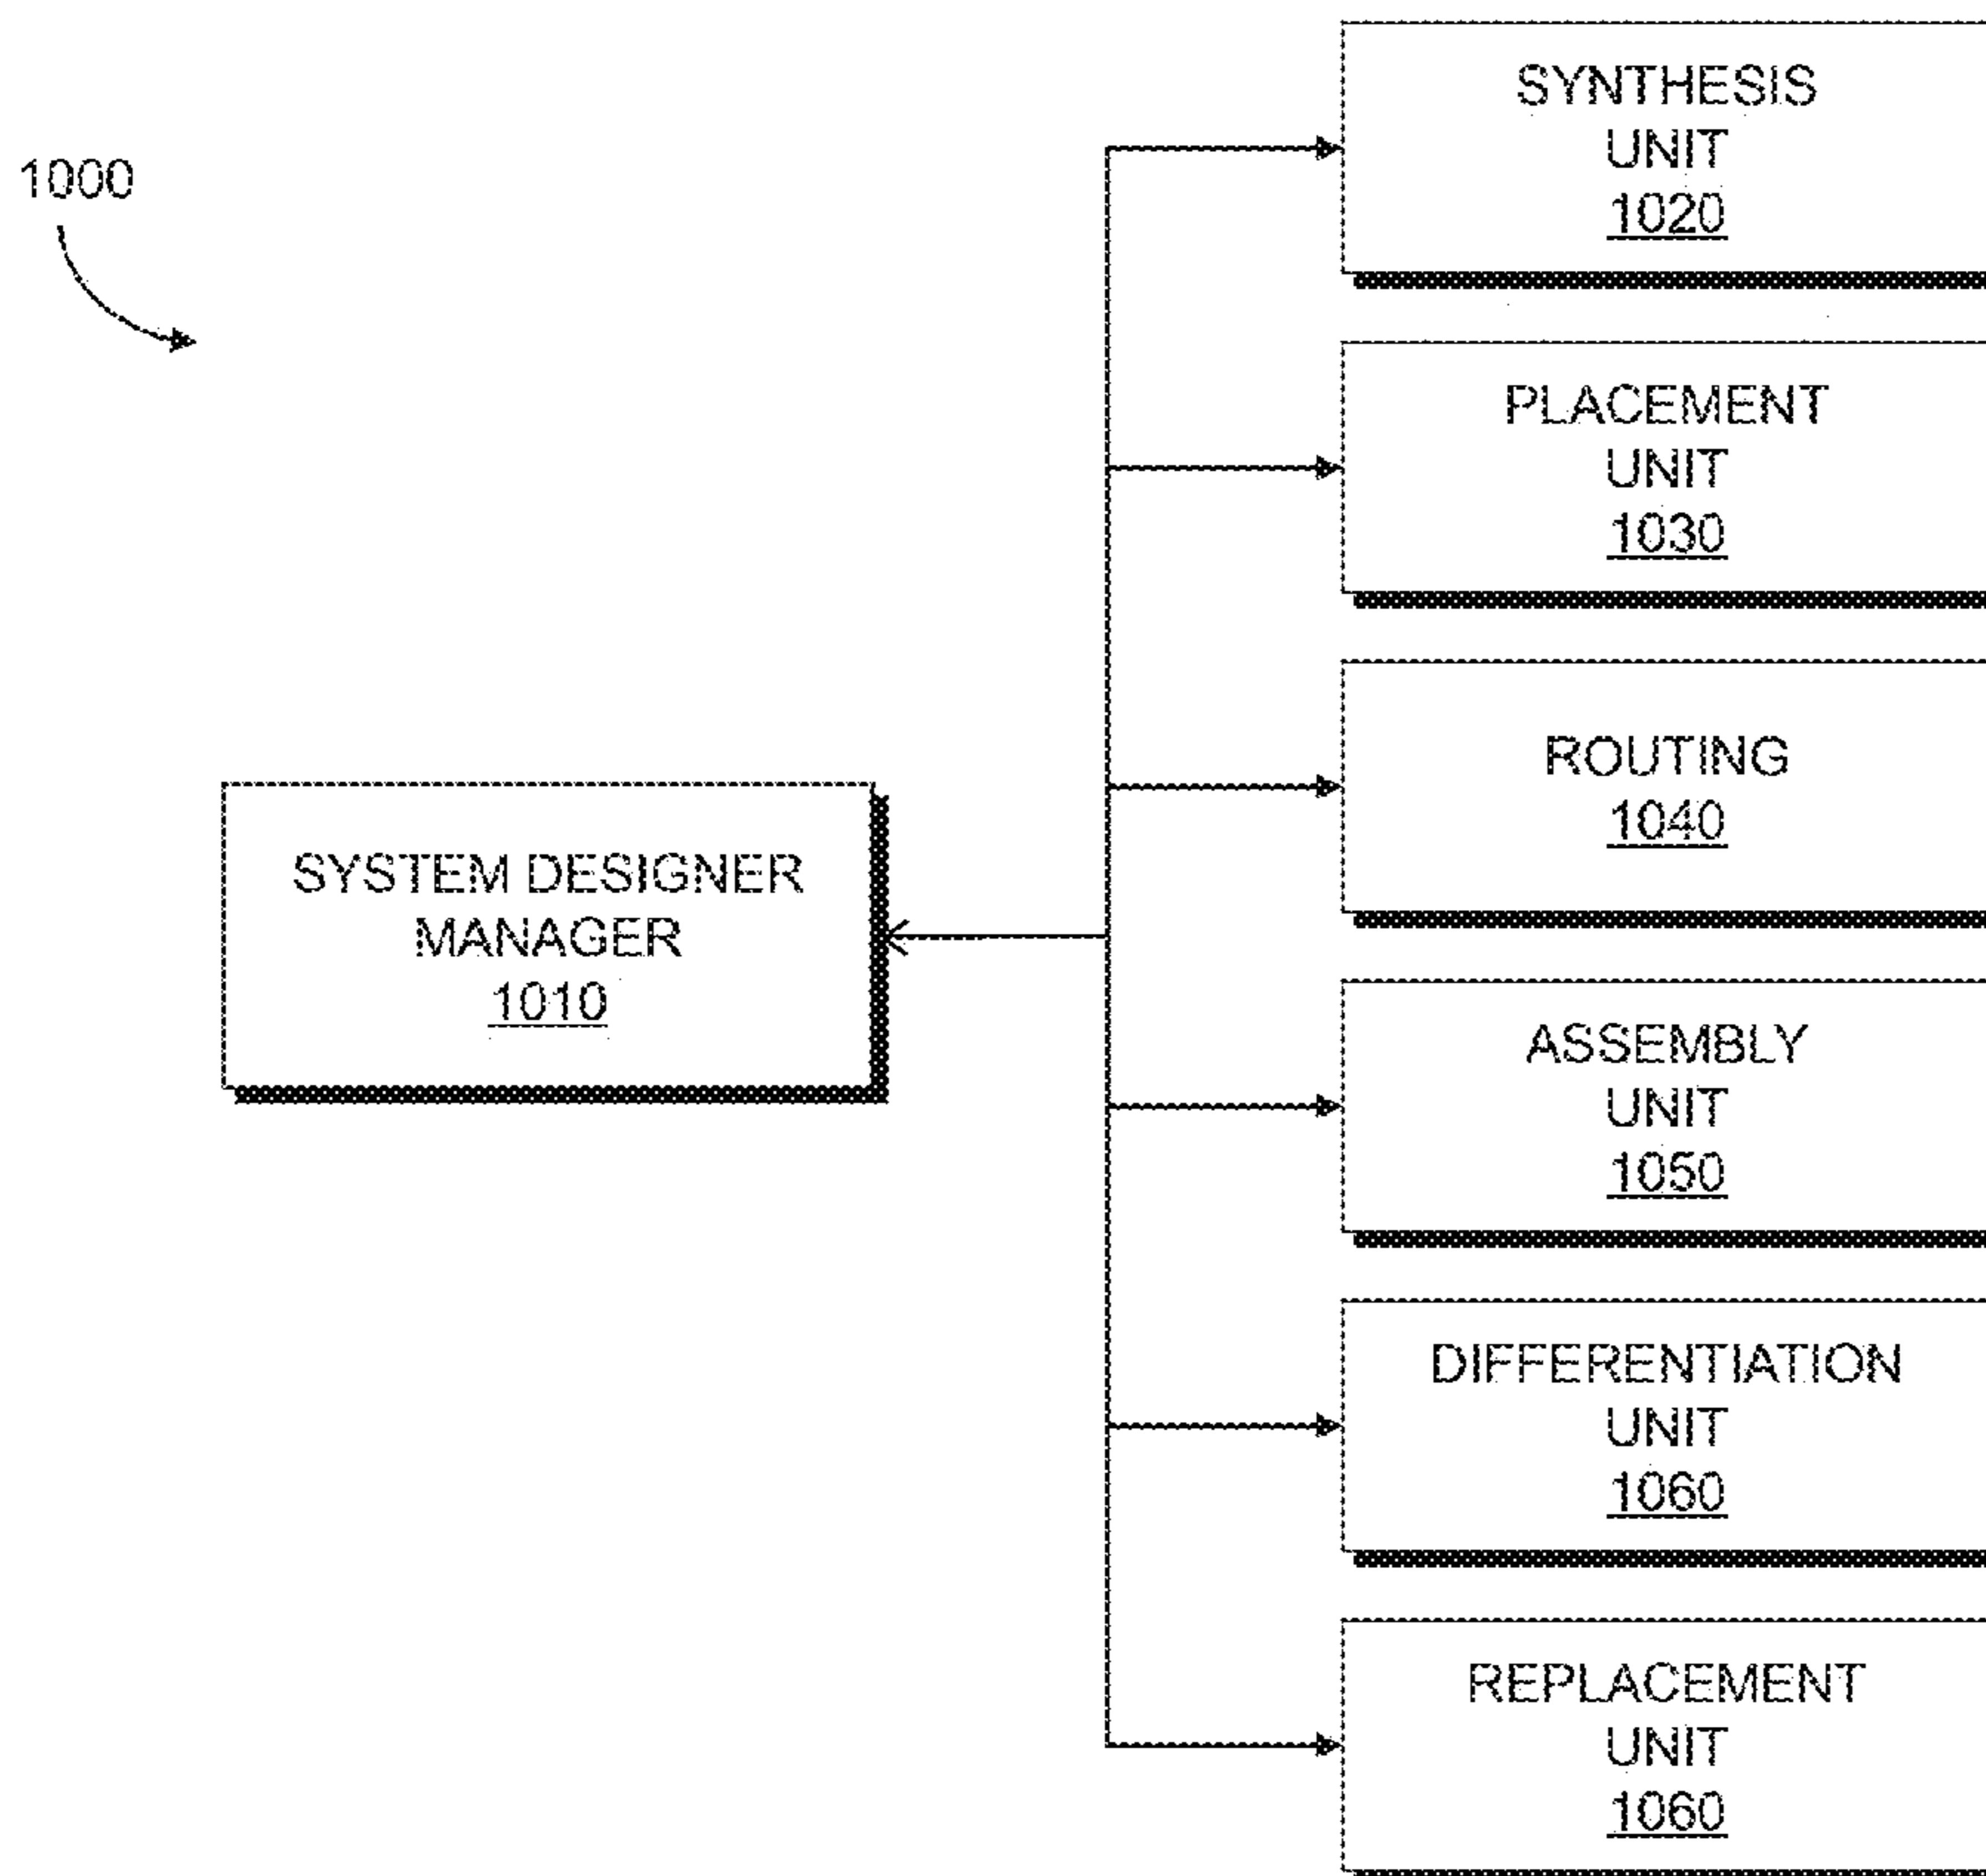 1000
SYNTHESIS
UNIT
1020
PLACEMENT
UNIT
1030
ROUTING
1040
SYSTEM DESIGNER
MANAGER
1010
ASSEMBLY
UNIT
1050
DIFFERENTIATION
UNIT
1060
REPLACEMENT
UNIT
1060